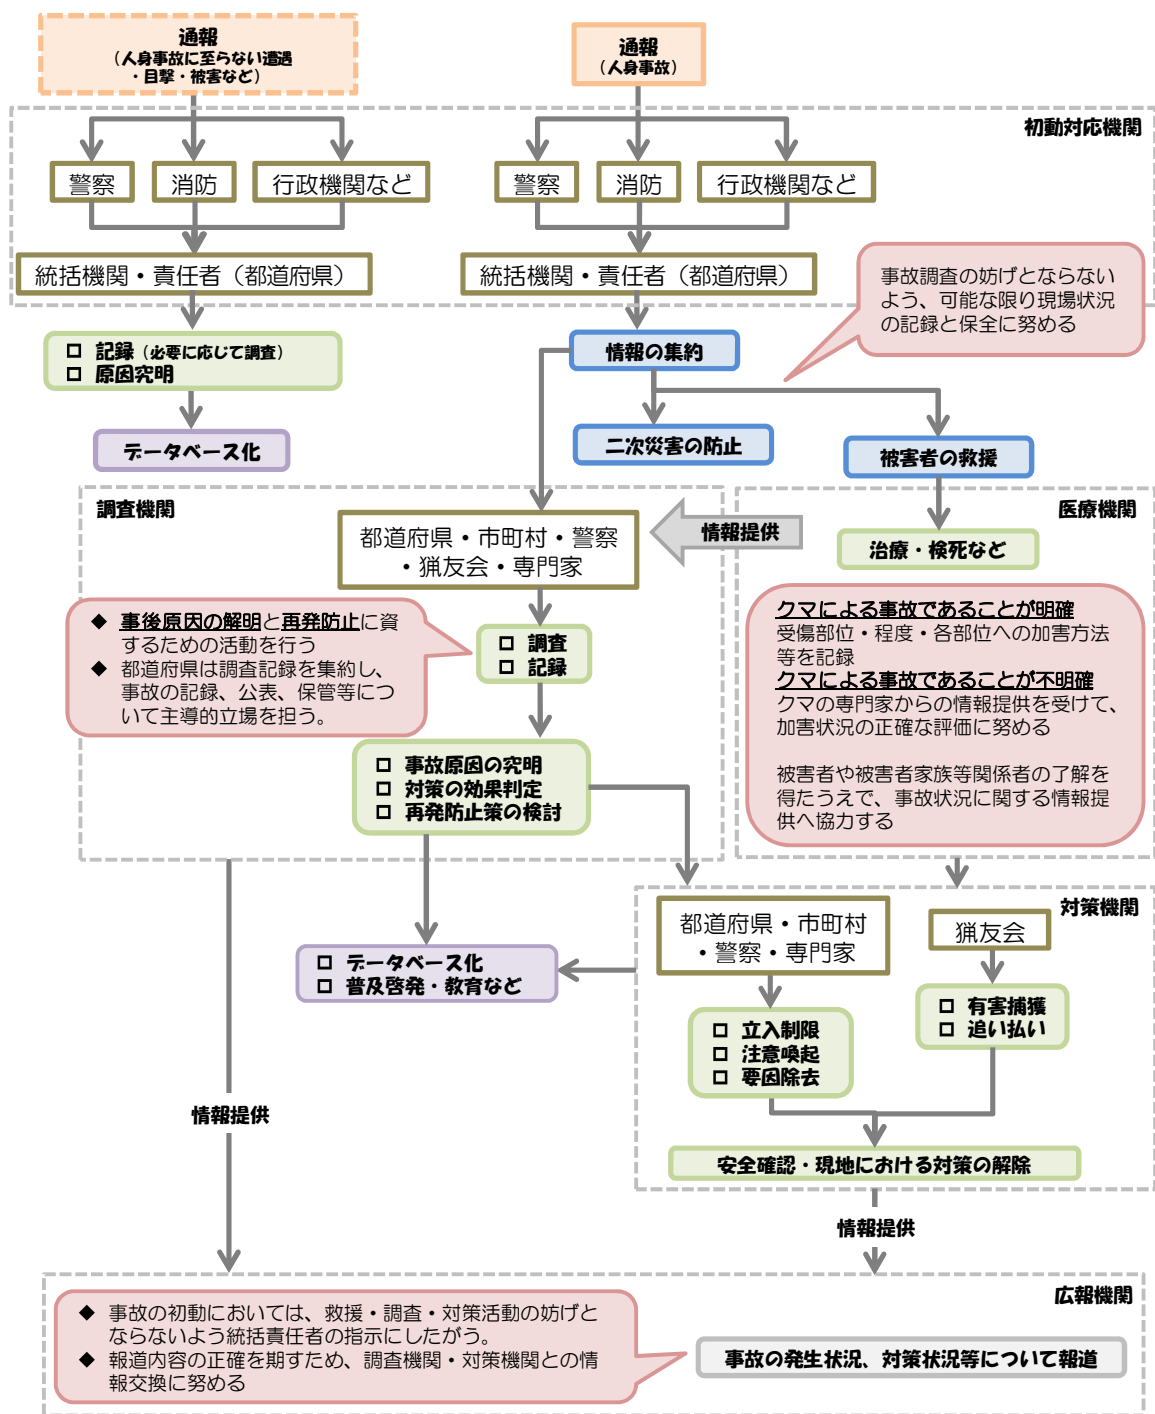 通報
（人身事故に至らない遭遇
・目撃・被害など）
通報
（人身事故）
初動対応機関
警察
消防
行政機関など
警察
消防
行政機関など
統括機関・責任者（都道府県）
統括機関・責任者（都道府県）
事故調査の妨げとならない
よう、可能な限り現場状況
の記録と保全に努める
□ 記録（必要に応じて調査）
□ 原因究明
情報の集約
データベース化
二次災害の防止
被害者の救援
調査機関
医療機関
都道府県・市町村・警察
・猟友会・専門家
情報提供
治療・検死など
◆ 事後原因の解明と再発防止に資
するための活動を行う
◆ 都道府県は調査記録を集約し、
事故の記録、公表、保管等につ
いて主導的立場を担う。
□ 調査
□ 記録
クマによる事故であることが明確
受傷部位・程度・各部位への加害方法
等を記録
クマによる事故であることが不明確
クマの専門家からの情報提供を受けて、
加害状況の正確な評価に努める
被害者や被害者家族等関係者の了解を
得たうえで、事故状況に関する情報提
供へ協力する
□ 事故原因の究明
□ 対策の効果判定
□ 再発防止策の検討
対策機関
都道府県・市町村
・警察・専門家
猟友会
□ データベース化
□ 普及啓発・教育など
□ 立入制限
□ 注意喚起
□ 要因除去
□ 有害捕獲
□ 追い払い
情報提供
安全確認・現地における対策の解除
情報提供
広報機関
◆ 事故の初動においては、救援・調査・対策活動の妨げと
ならないよう統括責任者の指示にしたがう。
◆ 報道内容の正確を期すため、調査機関・対策機関との情
報交換に努める
事故の発生状況、対策状況等について報道